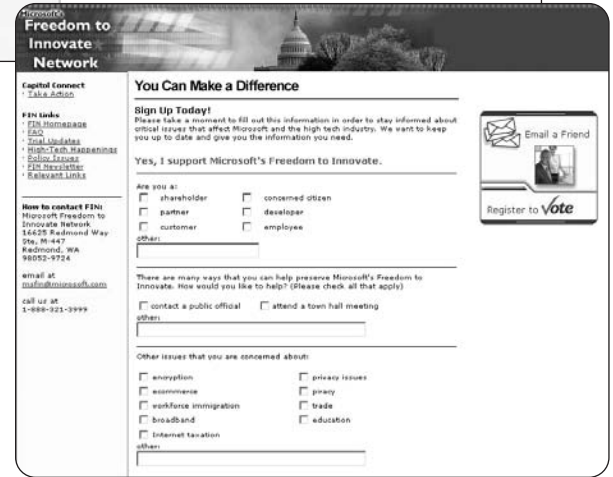 Microsoft's
Freedom to
Innovate
Network
Capitol Connect
· Take Action
FIN Links
· FIN Homepage
· FAQ
· Trial Updates
· High-Tech Happenings
· Policy Issues
· FIN Newsletter
· Relevant Links
How to contact FIN:
Microsoft Freedom to
Innovate Network
16625 Redmond Way
Ste, M-447
Redmond, WA
98052-9724
email at
msfin@microsoft.com
call us at
1-888-321-3999
You Can Make a Difference
Sign Up Today!
Please take a moment to fill out this information in order to stay informed about
critical issues that affect Microsoft and the high tech industry. We want to keep
you up to date and give you the information you need.
Yes, I support Microsoft's Freedom to Innovate.
Are you a:
shareholder concerned citizen
partner developer
customer employee
other:
There are many ways that you can help preserve Microsoft's Freedom to
Innovate. How would you like to help? (Please check all that apply)
contact a public official attend a town hall meeting
other:
Other issues that you are concerned about:
encryption privacy issues
ecommerce piracy
workforce immigration trade
broadband education
Internet taxation
other:
Email a Friend
Register to Vote